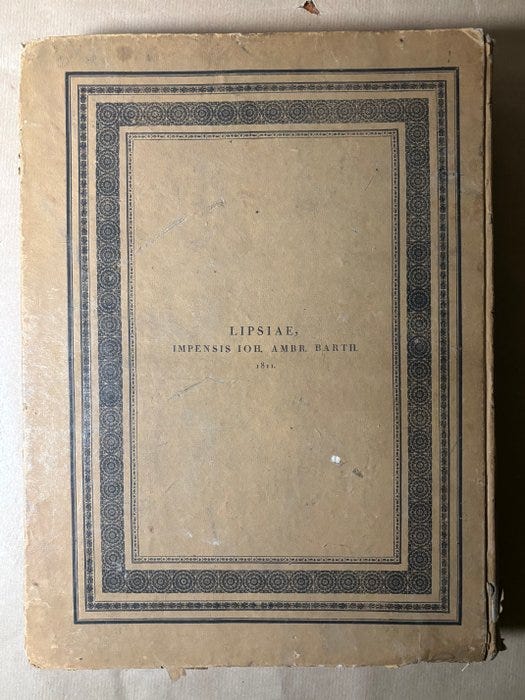 LIPSIAE,
IMPENSIS IOH. AMBR. BARTH.
1811.